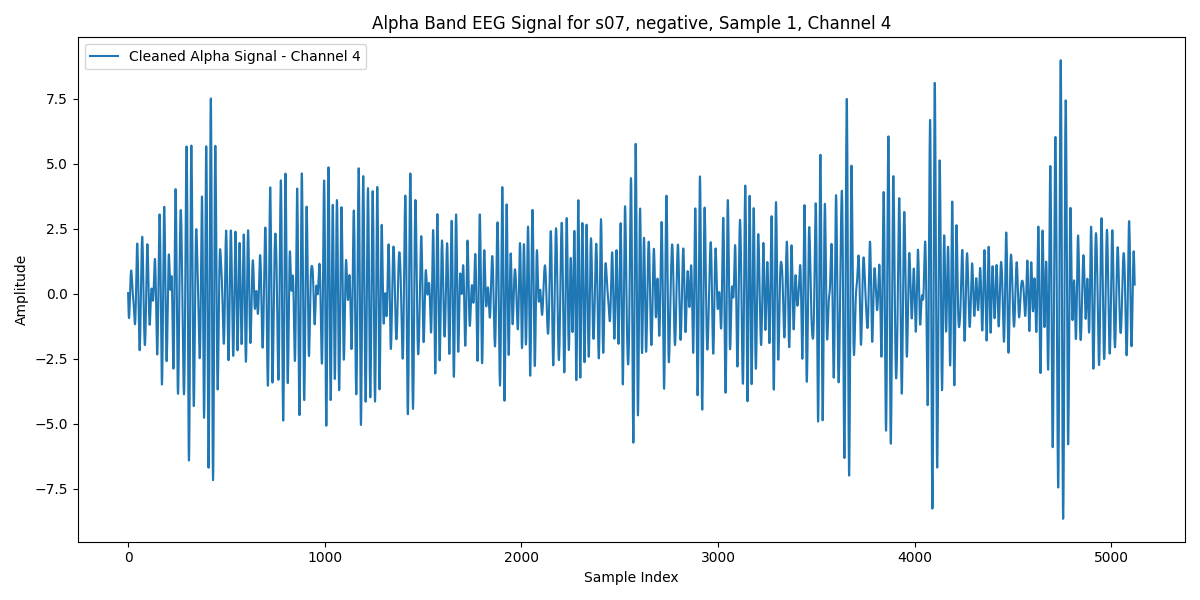 Alpha Band EEG Signal for s07, negative, Sample 1, Channel 4
Cleaned Alpha Signal - Channel 4
Amplitude
7.5
5.0
2.5
0.0
−2.5
−5.0
−7.5
0 1000 2000 3000 4000 5000
Sample Index